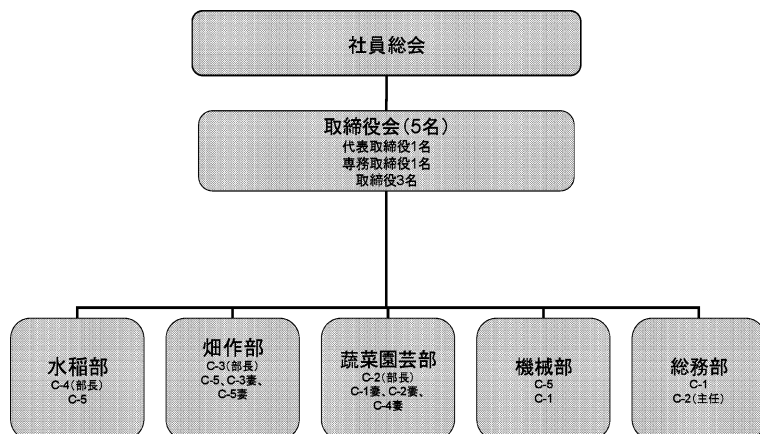 社員総会
取締役会(5名)
代表取締役1名
専務取締役1名
取締役3名
水稲部
C-4(部長)
C-5
畑作部
C-3(部長)
C-5、C-3妻、
C-5妻
蔬菜園芸部
C-2(部長)
C-1妻、C-2妻、
C-4妻
機械部
C-5
C-1
総務部
C-1
C-2(主任)